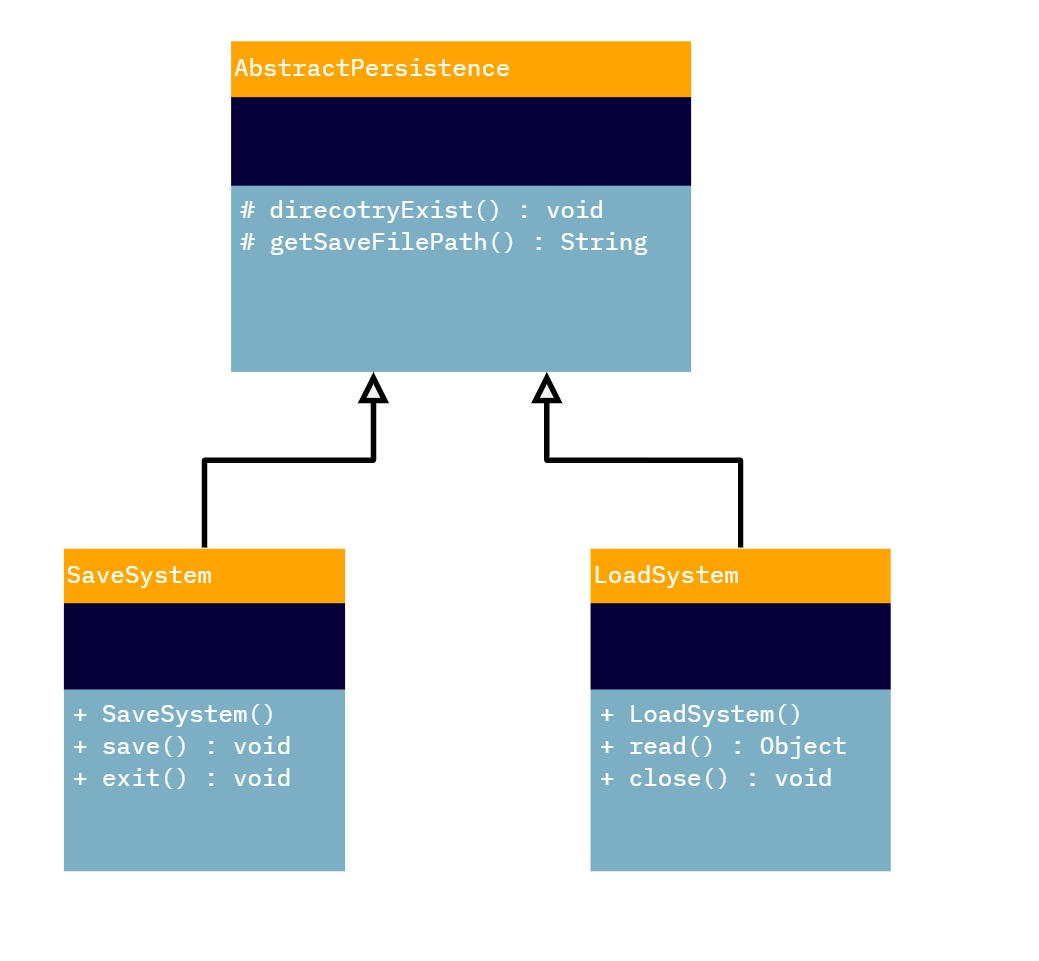 AbstractPersistence
# direcotryExist() : void
# getSaveFilePath() : String
SaveSystem
+ SaveSystem()
+ save() : void
+ exit() : void
LoadSystem
+ LoadSystem()
+ read() : Object
+ close() : void